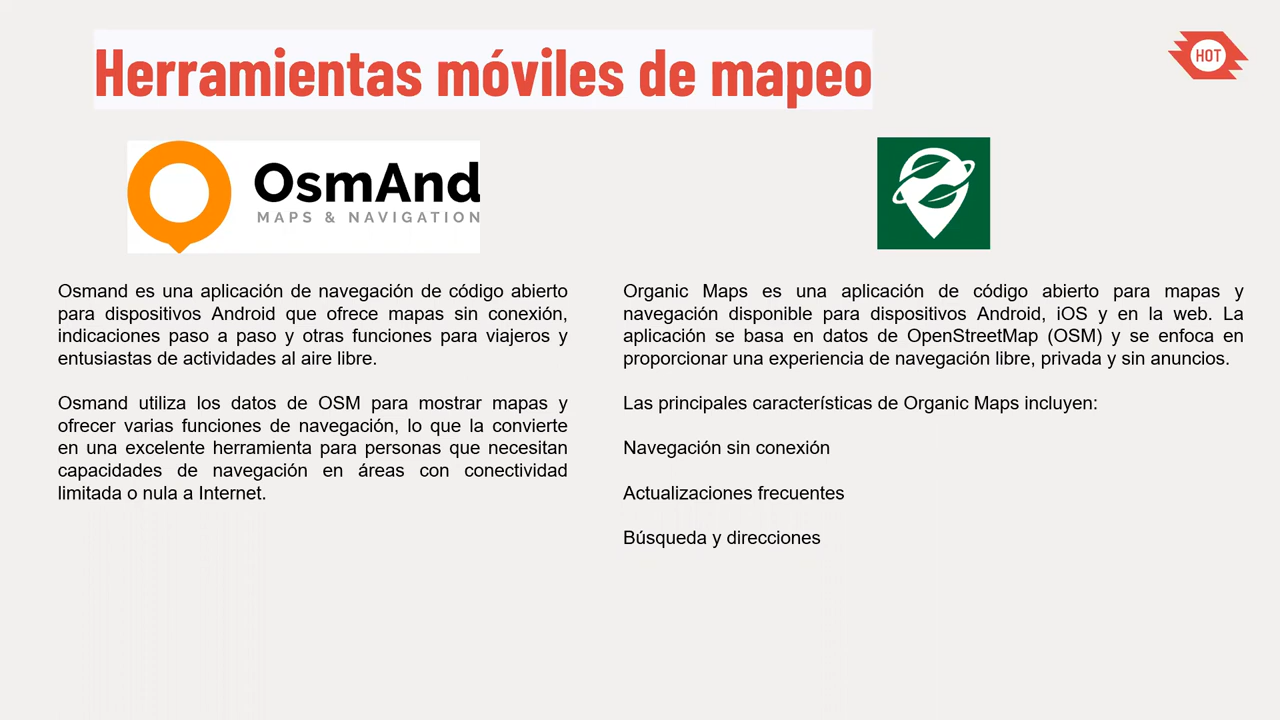 Herramientas móviles de mapeo
HOT
OsmAnd
MAPS & NAVIGATION
Osmand es una aplicación de navegación de código abierto
para dispositivos Android que ofrece mapas sin conexión,
indicaciones paso a paso y otras funciones para viajeros y
entusiastas de actividades al aire libre.
Osmand utiliza los datos de OSM para mostrar mapas y
ofrecer varias funciones de navegación, lo que la convierte
en una excelente herramienta para personas que necesitan
capacidades de navegación en áreas con conectividad
limitada o nula a Internet.
Organic Maps es una aplicación de código abierto para mapas y
navegación disponible para dispositivos Android, iOS y en la web. La
aplicación se basa en datos de OpenStreetMap (OSM) y se enfoca en
proporcionar una experiencia de navegación libre, privada y sin anuncios.
Las principales características de Organic Maps incluyen:
Navegación sin conexión
Actualizaciones frecuentes
Búsqueda y direcciones